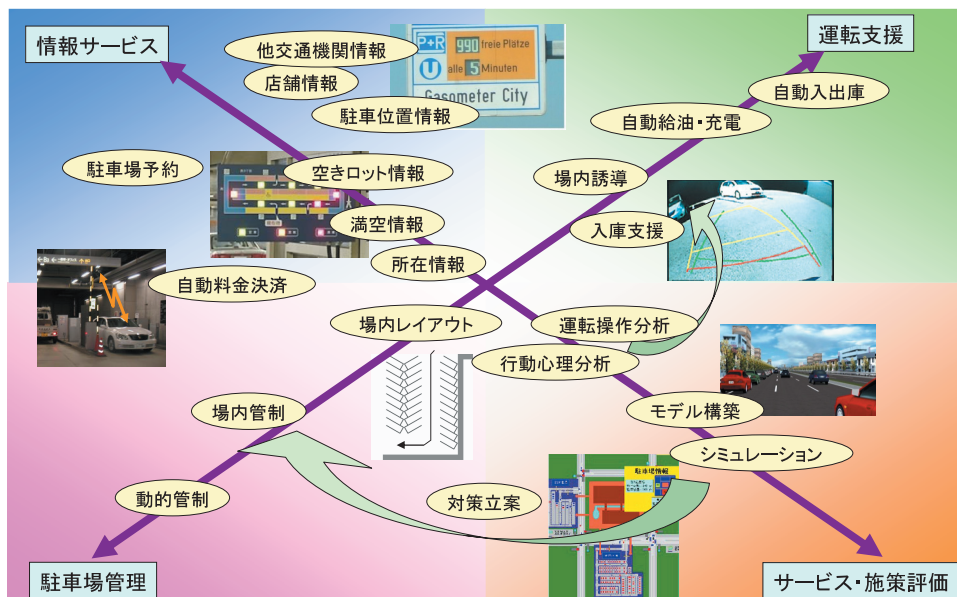 情報サービス
他交通機関情報
店舗情報
駐車位置情報
P+R 990 freie Plätze
U alle 5 Minuten
Gasometer City
運転支援
自動入出庫
自動給油・充電
駐車場予約
空きロット情報
場内誘導
満空情報
入庫支援
所在情報
自動料金決済
場内レイアウト
運転操作分析
行動心理分析
場内管制
モデル構築
シミュレーション
駐車場情報
動的管制
対策立案
駐車場管理
サービス・施策評価